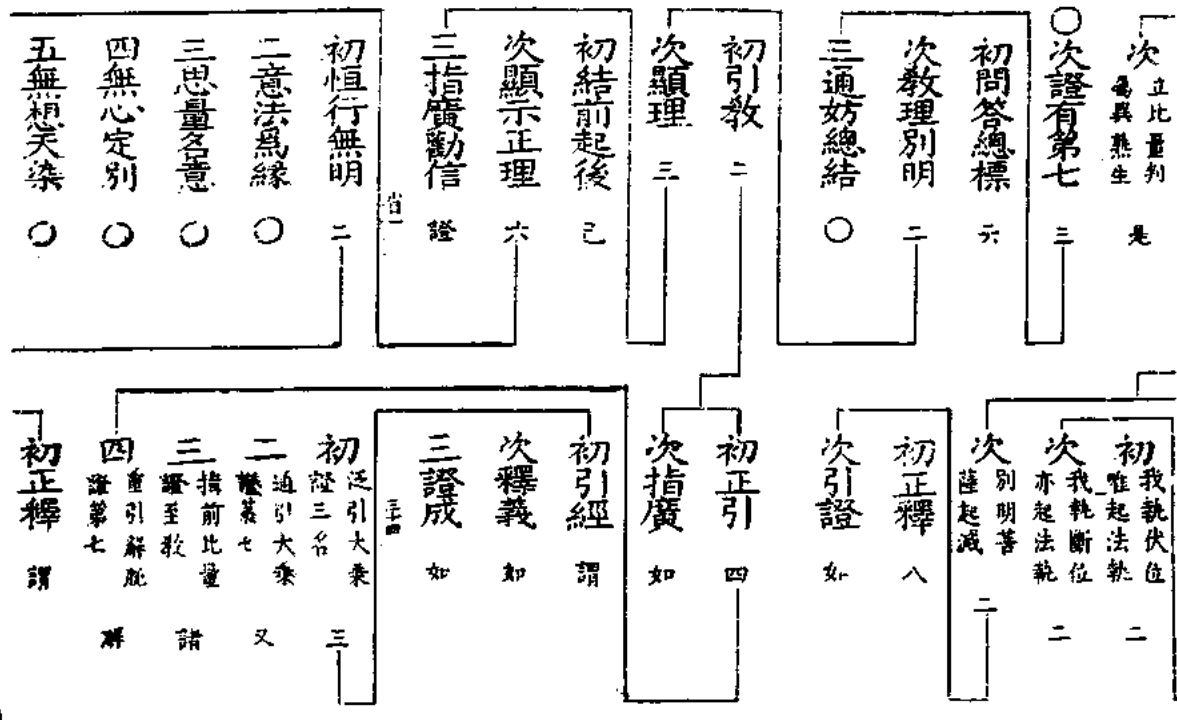 次 立比量判
爲異熟生 是
○次證有第七 三
初問答總標 云
次教理別明 二
三通妨總結 ○
初引教 二
次顯理 三
初結前起後 已
次顯示正理 六
三指廣勸信 證
初恒行無明 二
二意法爲緣 ○
三思量名意 ○
四無心定別 ○
五無想天染 ○
初 我執伏位
唯起法執 二
次 我執斷位
亦起法執 二
次 別明菩
薩起滅 二
初正釋 八
次引證 如
初正引 四
次指廣 如
初引經 謂
次釋義 如
三證成 如
初 泛引大乘
證三名 三
二 通引大乘
證第七 又
三 指前比量
證至教 諸
四 重引解脫
證第七 解
初正釋 謂